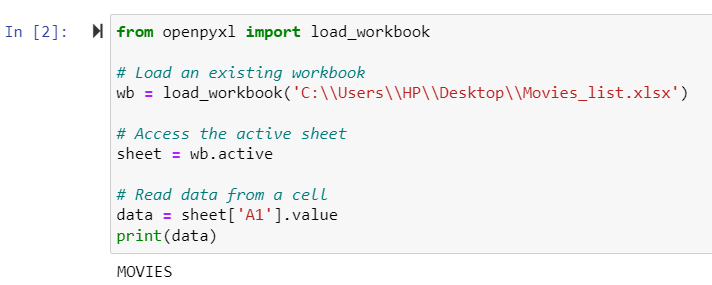 In [2]:
from openpyxl import load_workbook
# Load an existing workbook
wb = load_workbook('C:\\Users\\HP\\Desktop\\Movies_list.xlsx')
# Access the active sheet
sheet = wb.active
# Read data from a cell
data = sheet['A1'].value
print(data)
MOVIES